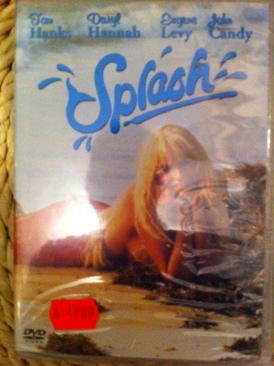 Tom Daryl Eugene John
Hanks Hannah Levy Candy
Splash
DVD